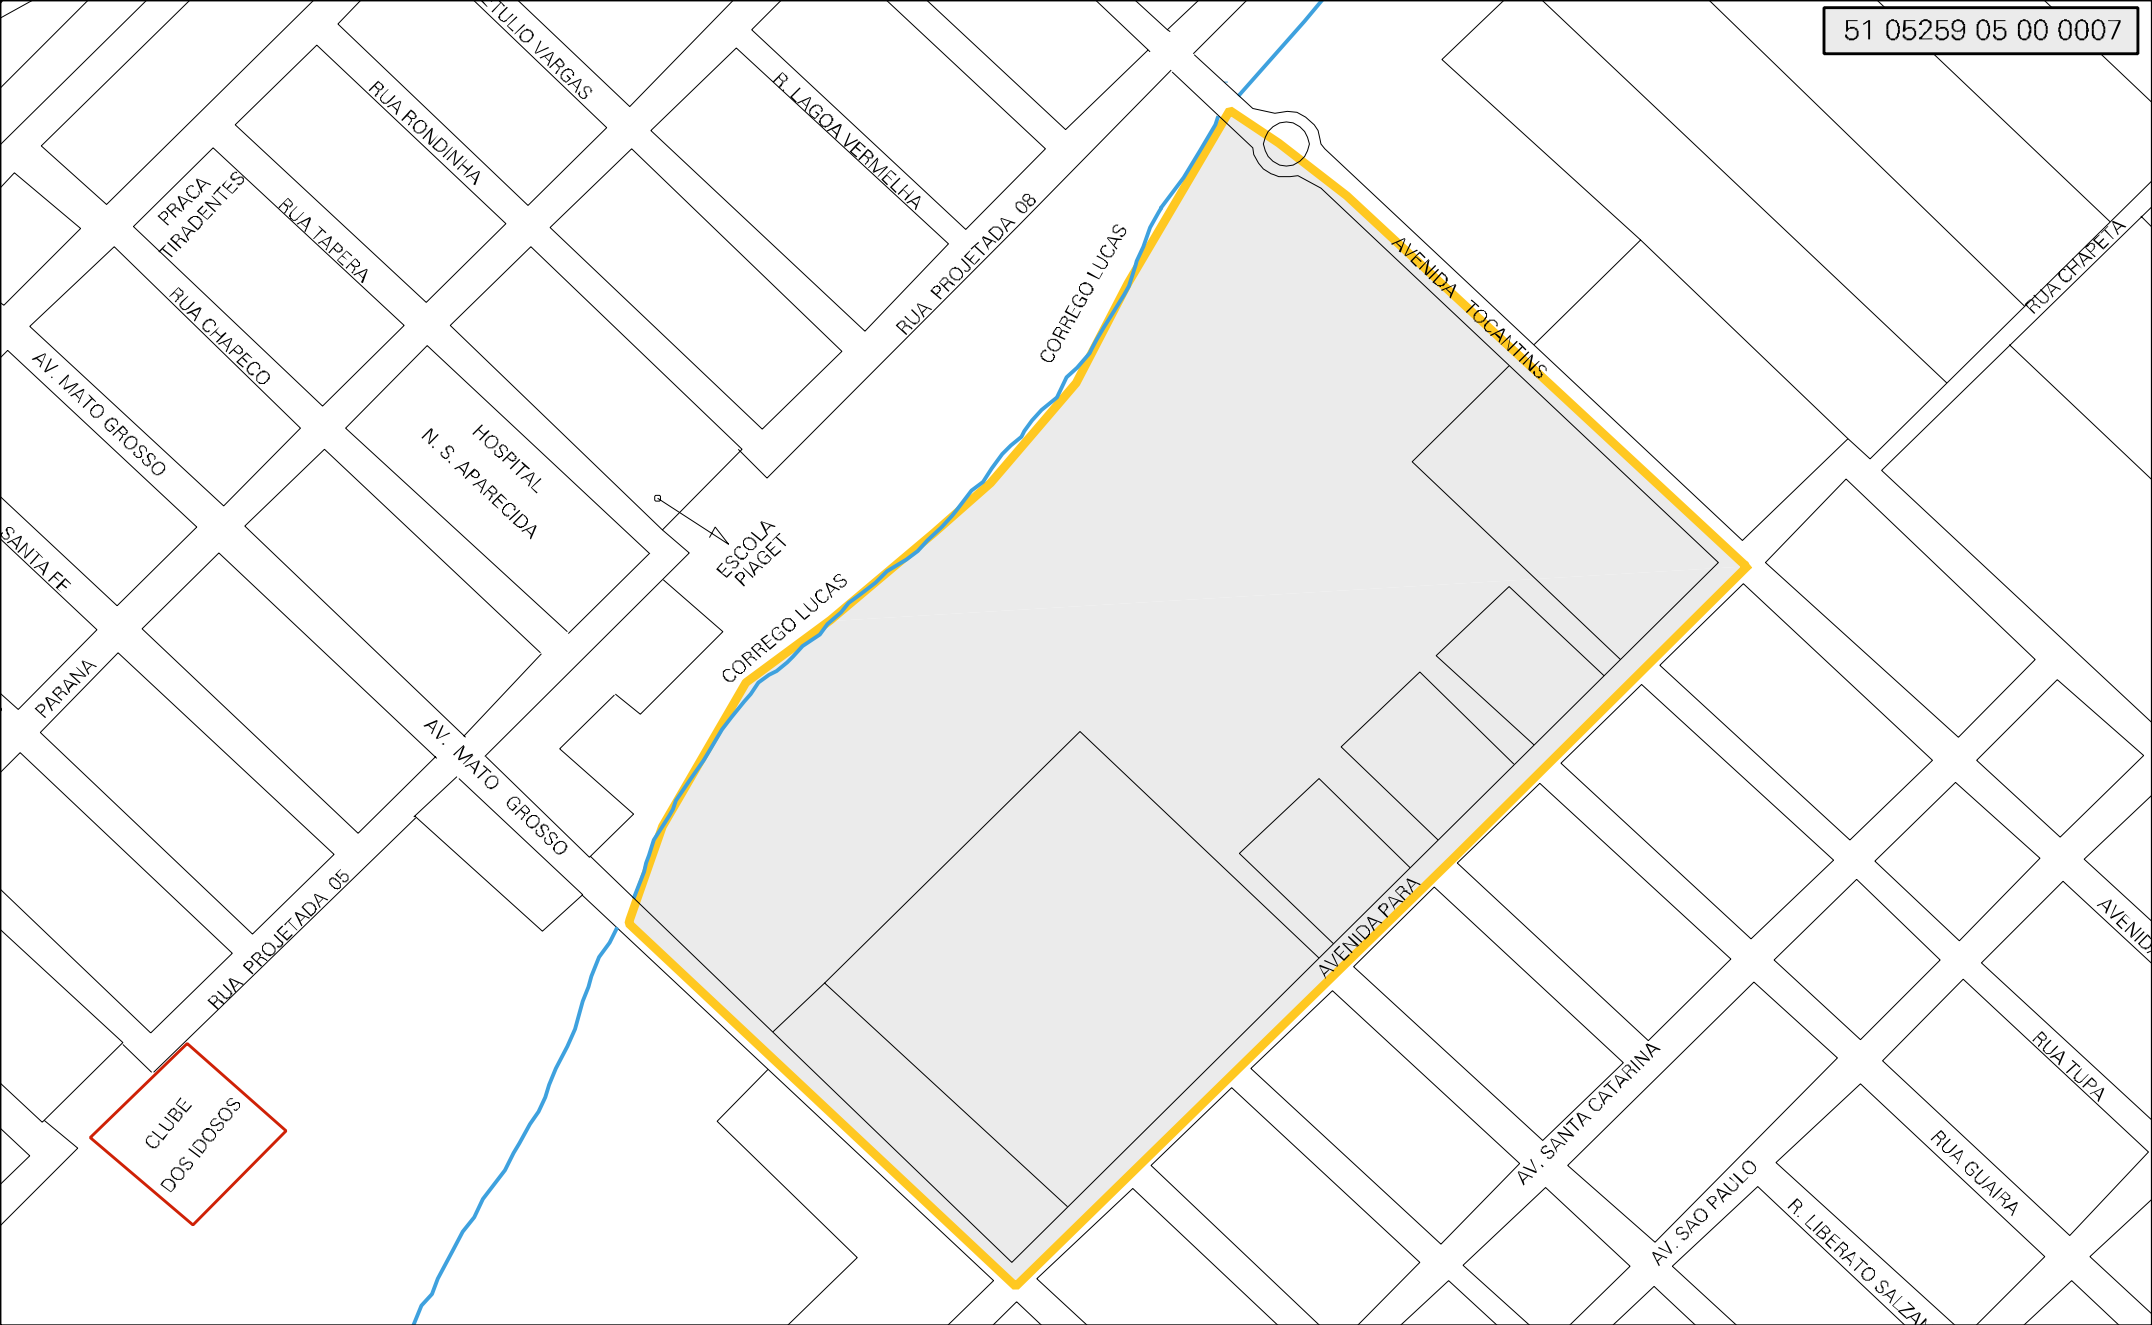 51 05259 05 00 0007
ETULIO VARGAS
RUA RONDINHA
R. LAGOA VERMELHA
PRAÇA
TIRADENTES
RUA TAPERA
RUA PROJETADA 08
CORREGO LUCAS
AVENIDA TOCANTINS
RUA CHAPETA
RUA CHAPECO
AV. MATO GROSSO
HOSPITAL
N. S. APARECIDA
ESCOLA
PIAGET
SANTA FE
CORREGO LUCAS
PARANA
AV. MATO GROSSO
RUA PROJETADA 05
AVENIDA PARA
AVENIDA
CLUBE
DOS IDOSOS
AV. SANTA CATARINA
RUA TUPA
RUA GUAIRA
AV. SAO PAULO
R. LIBERATO SALZAN